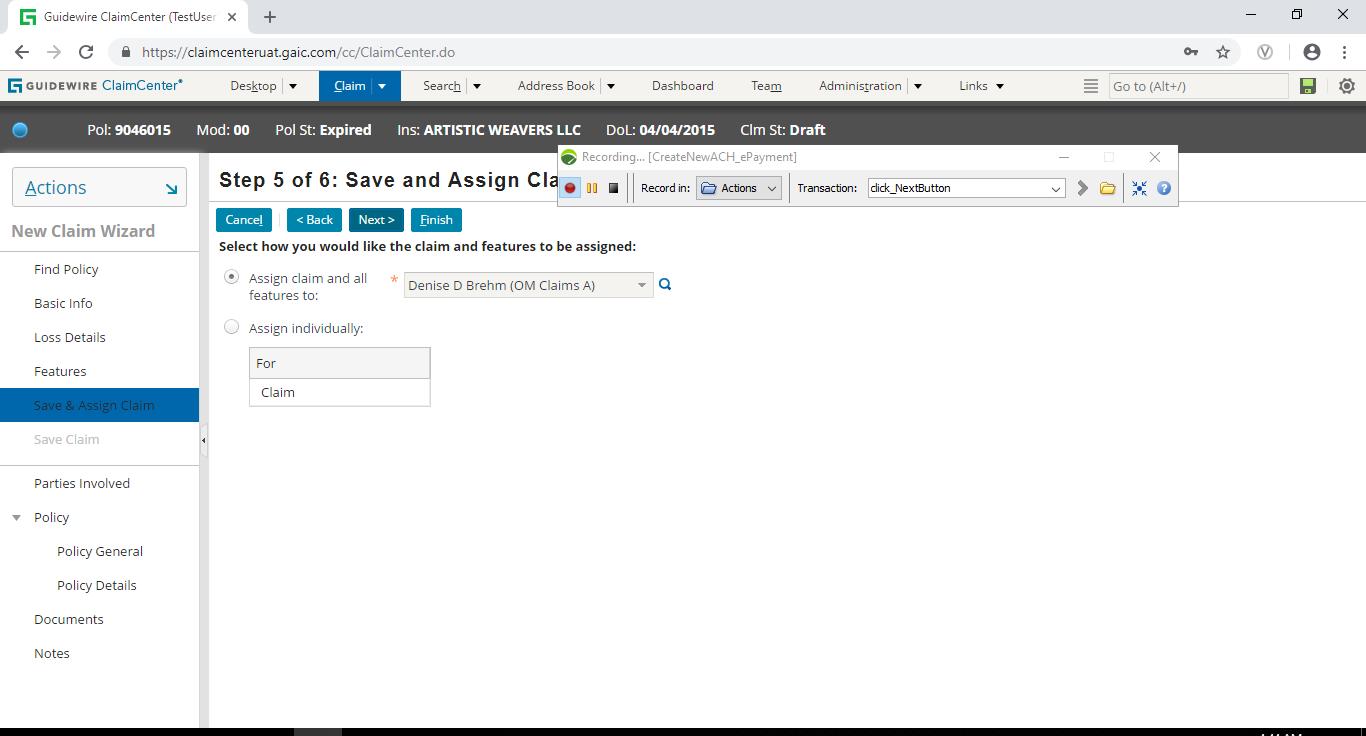 Guidewire ClaimCenter (TestUser
https://claimcenteruat.gaic.com/cc/ClaimCenter.do
GUIDEWIRE ClaimCenter® Desktop Claim Search Address Book Dashboard Team Administration Links Go to (Alt+/)
Pol: 9046015 Mod: 00 Pol St: Expired Ins: ARTISTIC WEAVERS LLC DoL: 04/04/2015 Clm St: Draft
Recording... [CreateNewACH_ePayment]
Record in: Actions Transaction: click_NextButton
Actions
New Claim Wizard
Find Policy
Basic Info
Loss Details
Features
Save & Assign Claim
Save Claim
Parties Involved
Policy
Policy General
Policy Details
Documents
Notes
Step 5 of 6: Save and Assign Cla
Cancel < Back Next > Finish
Select how you would like the claim and features to be assigned:
Assign claim and all * Denise D Brehm (OM Claims A)
features to:
Assign individually:
For
Claim